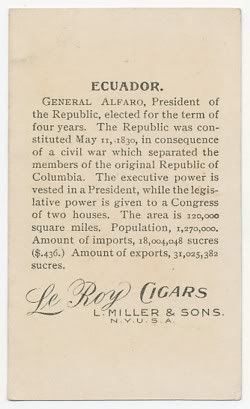 ECUADOR.
GENERAL ALFARO, President of
the Republic, elected for the term of
four years. The Republic was con-
stituted May 11, 1830, in consequence
of a civil war which separated the
members of the original Republic of
Columbia. The executive power is
vested in a President, while the legis-
lative power is given to a Congress
of two houses. The area is 120,000
square miles. Population, 1,270,000.
Amount of imports, 18,004,048 sucres
($.436.) Amount of exports, 31,025,382
sucres.
Le Roy CIGARS
L. MILLER & SONS.
N.Y.U.S.A.